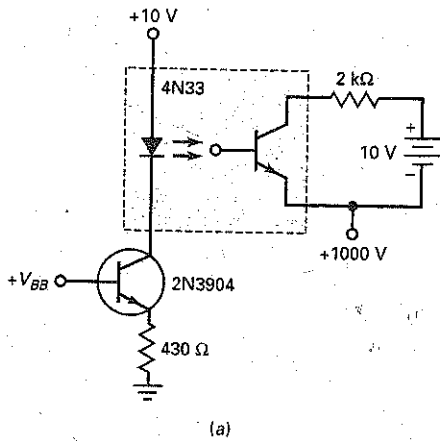 +10 V
4N33
2 kΩ
+
10 V
−
+1000 V
+V_BB
2N3904
430 Ω
(a)